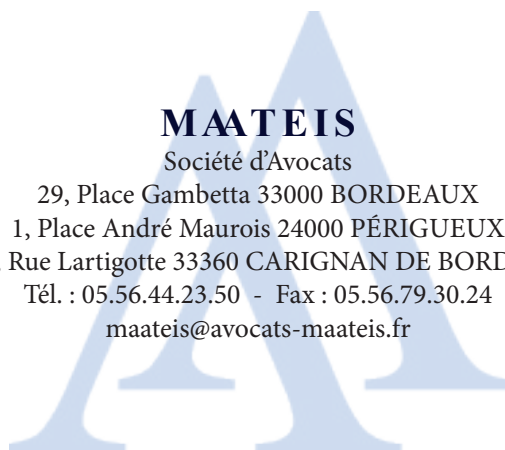 MAATEIS
Société d'Avocats
29, Place Gambetta 33000 BORDEAUX
1, Place André Maurois 24000 PÉRIGUEUX
Rue Lartigotte 33360 CARIGNAN DE
Tél. : 05.56.44.23.50 - Fax : 05.56.79.30.24
maateis@avocats-maateis.fr